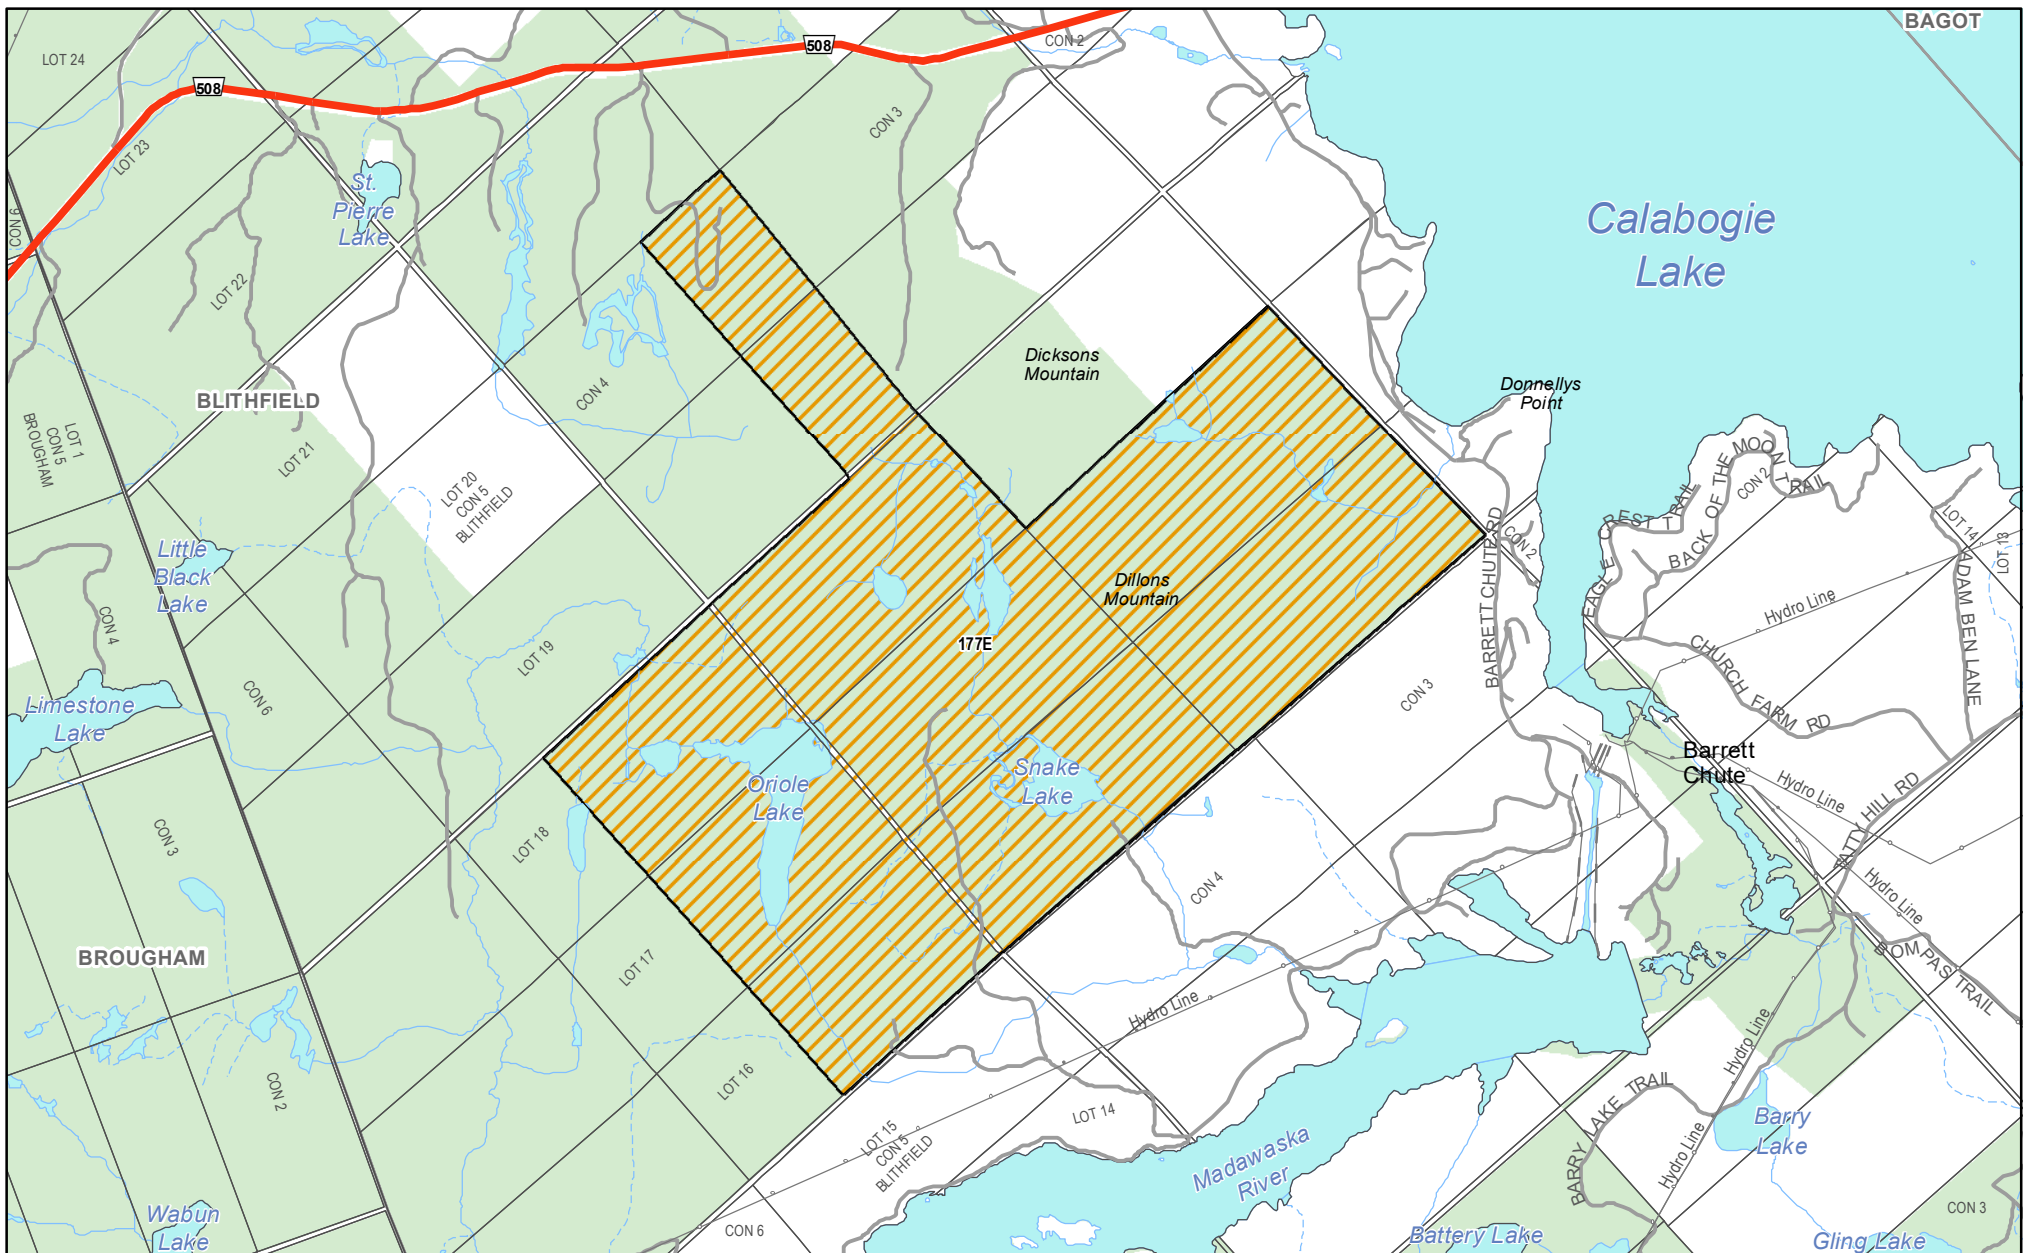 BAGOT
LOT 24
508
CON 2
508
CON 3
LOT 23
St.
Pierre
Lake
CON 6
Calabogie
Lake
LOT 22
Dicksons
Mountain
Donnellys
Point
BLITHFIELD
CON 4
LOT 1
CON 5
BROUGHAM
LOT 21
LOT 20
CON 5
BLITHFIELD
BACK OF THE MOON TRAIL
CON 2
EAGLE CREST TRAIL
LOT 14
LOT 13
BARRETT CHUTE RD
CON 2
Little
Black
Lake
Dillons
Mountain
ADAM BEN LANE
Hydro Line
CON 4
177E
LOT 19
CON 6
CON 3
CHURCH FARM RD
Limestone
Lake
Barrett
Chute
Oriole
Lake
Snake
Lake
Hydro Line
TATTY HILL RD
CON 3
LOT 18
CON 4
Hydro Line
BROUGHAM
LOT 17
BOMPAS TRAIL
Hydro Line
Hydro Line
CON 2
LOT 16
LOT 14
LOT 15
CON 5
BLITHFIELD
Madawaska
River
BARRY LAKE TRAIL
Hydro Line
Barry
Lake
Wabun
Lake
CON 6
Battery Lake
CON 3
Gling Lake